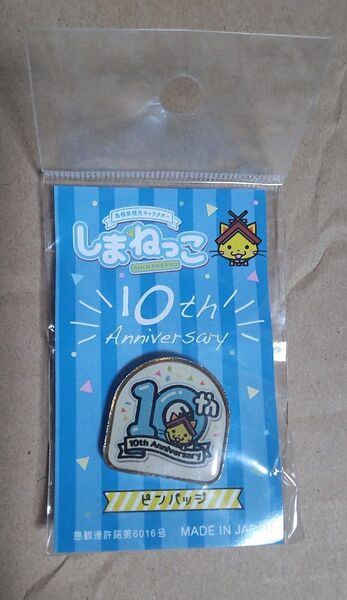 島根県観光キャラクター
しまねっこ
SHIMANEKKO
10th
Anniversary
10th
10th Anniversary
ピンバッジ
島観連許諾第6016号 MADE IN JAPAN